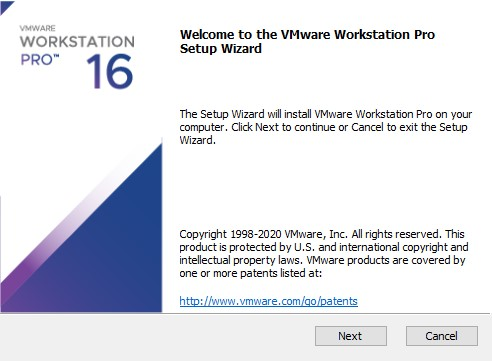 VMWARE
WORKSTATION
PRO™
16
Welcome to the VMware Workstation Pro
Setup Wizard
The Setup Wizard will install VMware Workstation Pro on your
computer. Click Next to continue or Cancel to exit the Setup
Wizard.
Copyright 1998-2020 VMware, Inc. All rights reserved. This
product is protected by U.S. and international copyright and
intellectual property laws. VMware products are covered by
one or more patents listed at:
http://www.vmware.com/go/patents
Next
Cancel